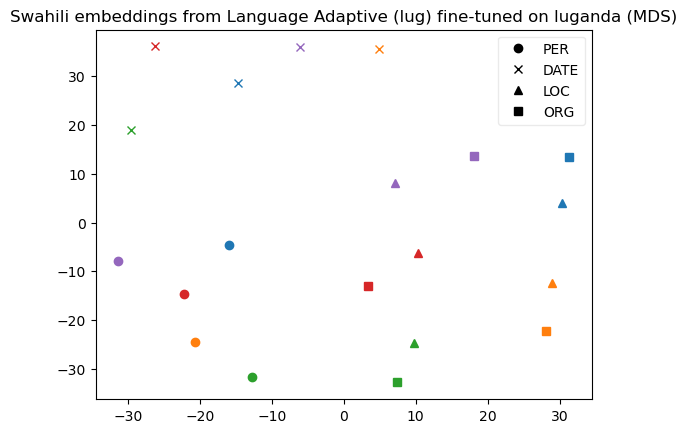 Swahili embeddings from Language Adaptive (lug) fine-tuned on luganda (MDS)
PER
DATE
LOC
ORG
30
20
10
0
−10
−20
−30
−30 −20 −10 0 10 20 30